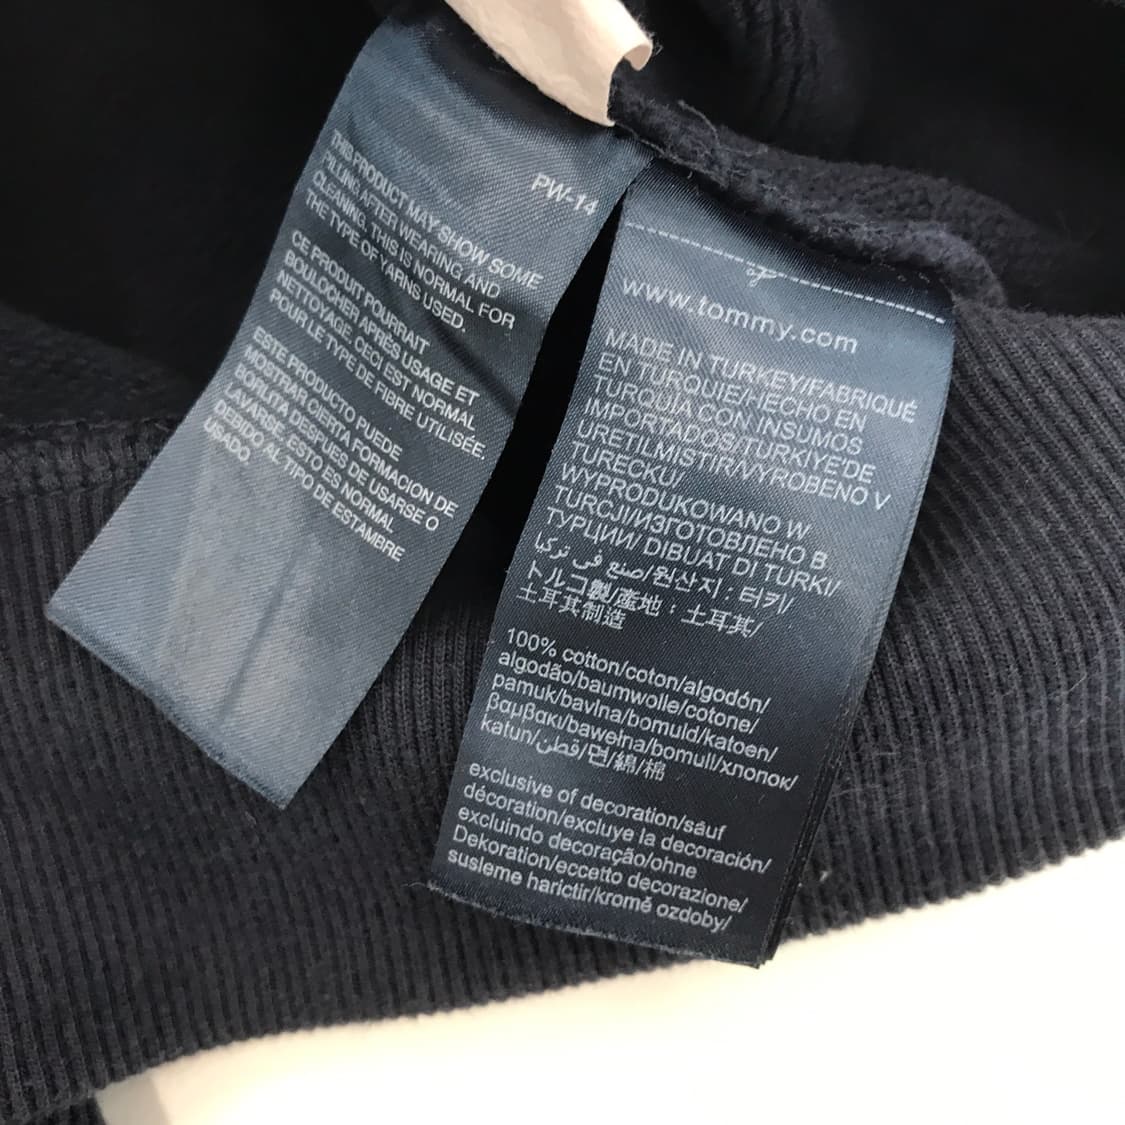 PW-14
THIS PRODUCT MAY SHOW SOME
PILLING AFTER WEARING AND
CLEANING. THIS IS NORMAL FOR
THE TYPE OF YARNS USED.
CE PRODUIT POURRAIT
BOULOCHER APRÈS USAGE ET
NETTOYAGE. CECI EST NORMAL
POUR LE TYPE DE FIBRE UTILISÉE.
ESTE PRODUCTO PUEDE
MOSTRAR CIERTA FORMACION DE
BORLITA DESPUES DE USARSE O
LAVARSE. ESTO ES NORMAL
DEBIDO AL TIPO DE ESTAMBRE
USADO.
www.tommy.com
MADE IN TURKEY/FABRIQUÉ
EN TURQUIE/HECHO EN
TURQUIA CON INSUMOS
IMPORTADOS/TURKIYE'DE
URETILMISTIR/VYROBENO V
TURECKU/
WYPRODUKOWANO W
TURCJI/ИЗГОТОВЛЕНО В
ТУРЦИИ/ DIBUAT DI TURKI/
صنع في تركيا/원산지 : 터키/
トルコ製/產地 : 土耳其/
土耳其制造
100% cotton/coton/algodón/
algodão/baumwolle/cotone/
pamuk/bavlna/bomuld/katoen/
βαμβακι/bawełna/bomull/хлопок/
katun/قطن/면/綿/棉
exclusive of decoration/sauf
décoration/excluye la decoración/
excluindo decoração/ohne
Dekoration/eccetto decorazione/
susleme harictir/kromě ozdoby/